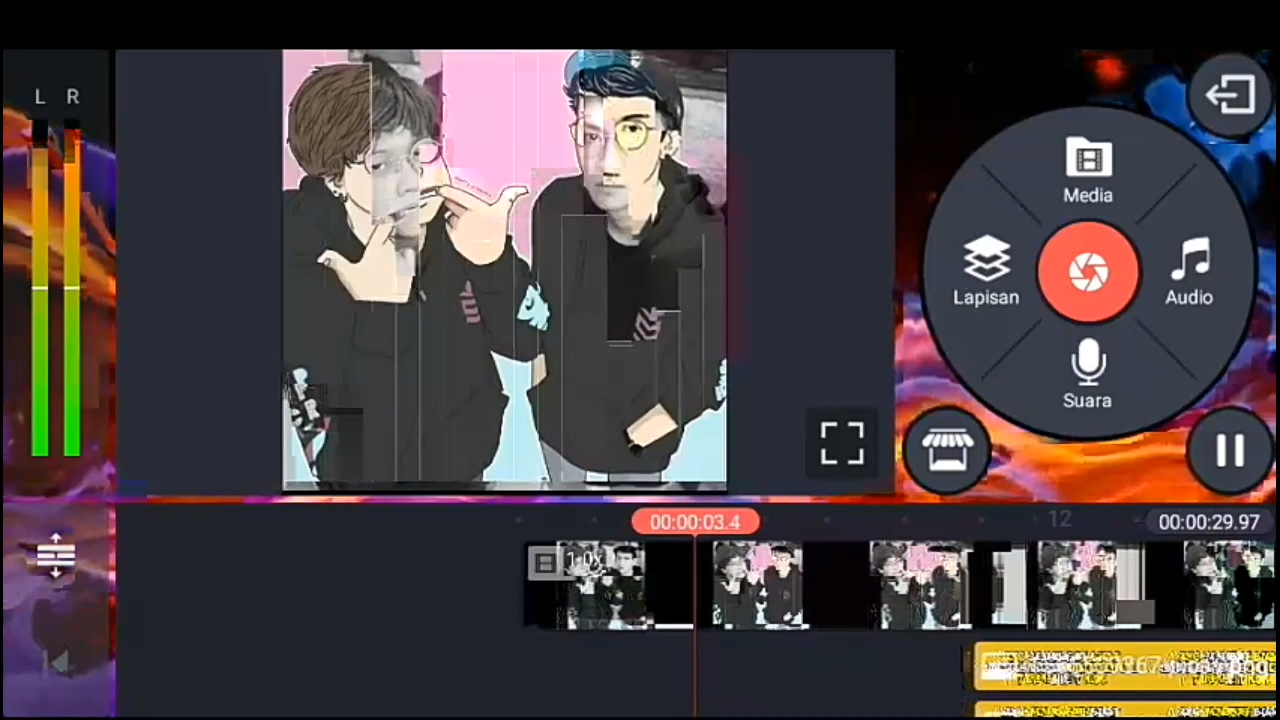 L R
Media
Lapisan
Audio
Suara
00:00:03.4
12
00:00:29.97
1.0x